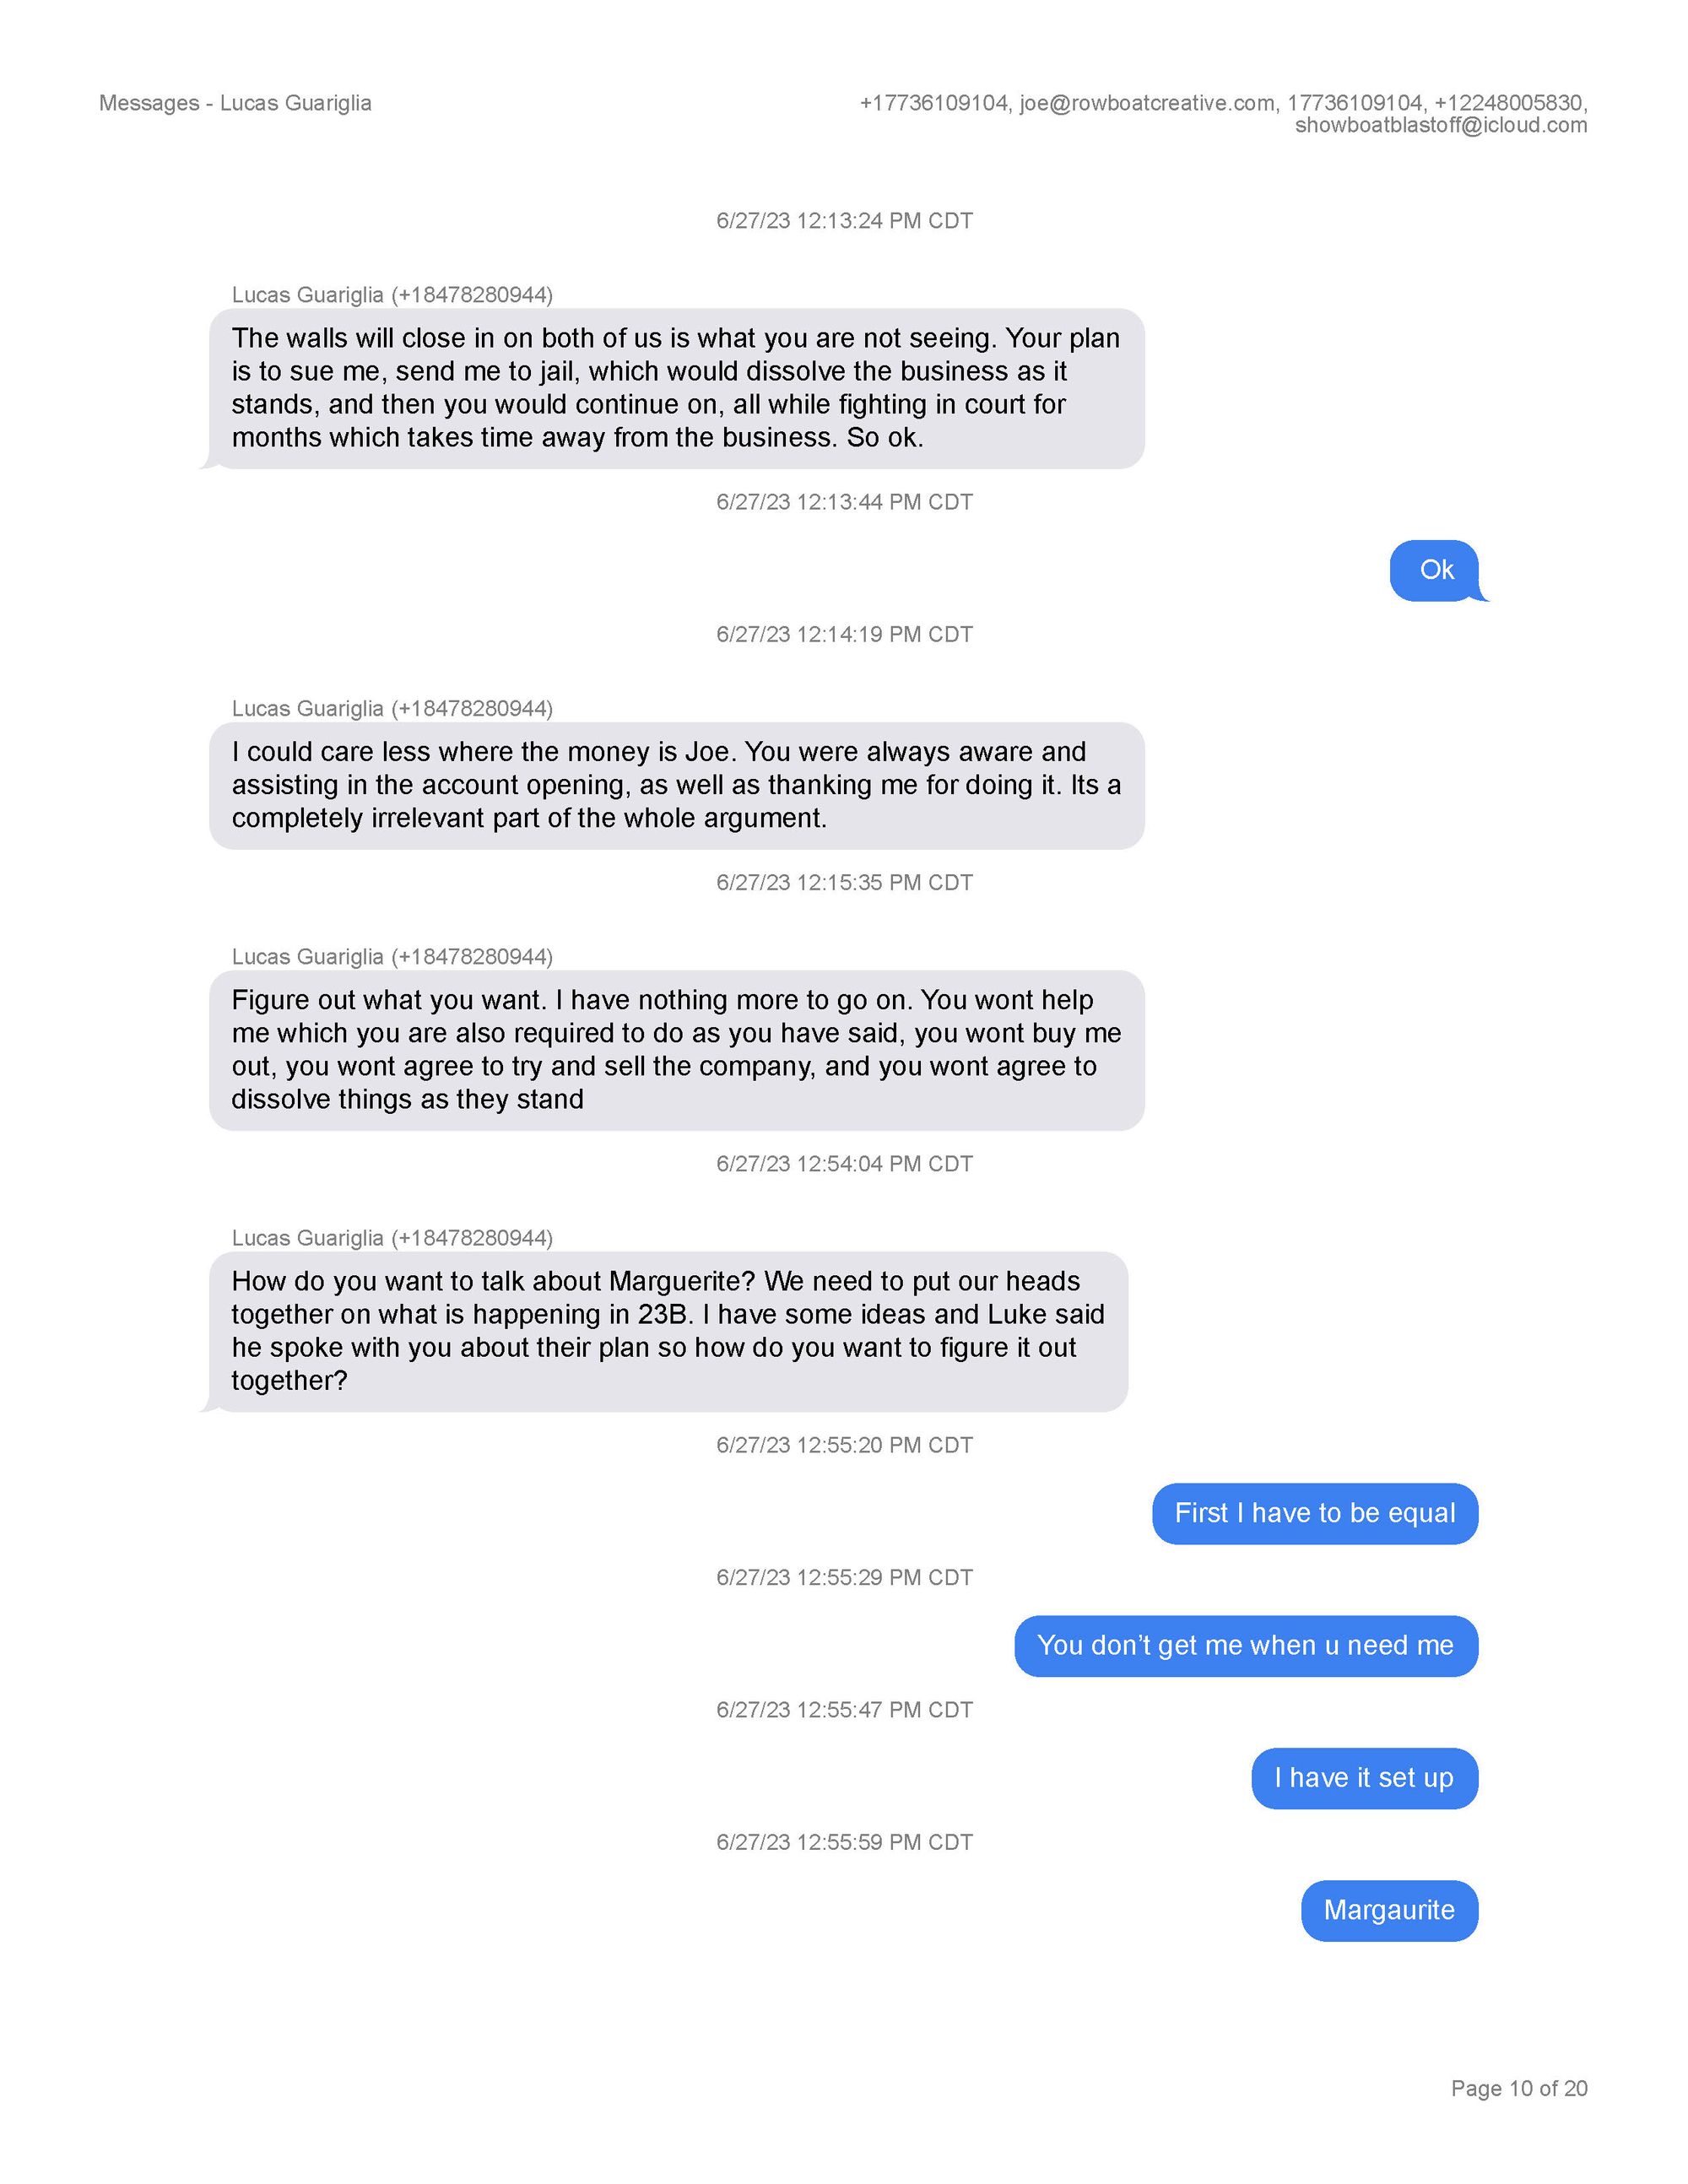 Messages - Lucas Guariglia
+17736109104, joe@rowboatcreative.com, 17736109104, +12248005830,
showboatblastoff@icloud.com
6/27/23 12:13:24 PM CDT
Lucas Guariglia (+18478280944)
The walls will close in on both of us is what you are not seeing. Your plan
is to sue me, send me to jail, which would dissolve the business as it
stands, and then you would continue on, all while fighting in court for
months which takes time away from the business. So ok.
6/27/23 12:13:44 PM CDT
Ok
6/27/23 12:14:19 PM CDT
Lucas Guariglia (+18478280944)
I could care less where the money is Joe. You were always aware and
assisting in the account opening, as well as thanking me for doing it. Its a
completely irrelevant part of the whole argument.
6/27/23 12:15:35 PM CDT
Lucas Guariglia (+18478280944)
Figure out what you want. I have nothing more to go on. You wont help
me which you are also required to do as you have said, you wont buy me
out, you wont agree to try and sell the company, and you wont agree to
dissolve things as they stand
6/27/23 12:54:04 PM CDT
Lucas Guariglia (+18478280944)
How do you want to talk about Marguerite? We need to put our heads
together on what is happening in 23B. I have some ideas and Luke said
he spoke with you about their plan so how do you want to figure it out
together?
6/27/23 12:55:20 PM CDT
First I have to be equal
6/27/23 12:55:29 PM CDT
You don’t get me when u need me
6/27/23 12:55:47 PM CDT
I have it set up
6/27/23 12:55:59 PM CDT
Margaurite
Page 10 of 20